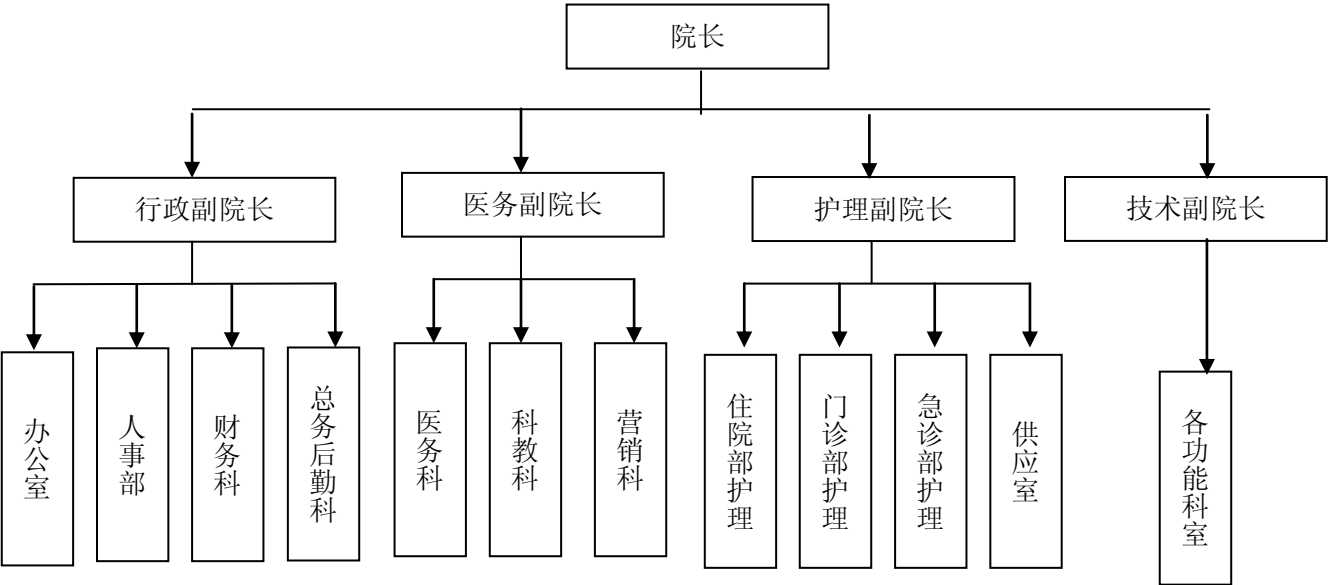 院长
行政副院长
医务副院长
护理副院长
技术副院长
办公室
人事部
财务科
总务后勤科
医务科
科教科
营销科
住院部护理
门诊部护理
急诊部护理
供应室
各功能科室